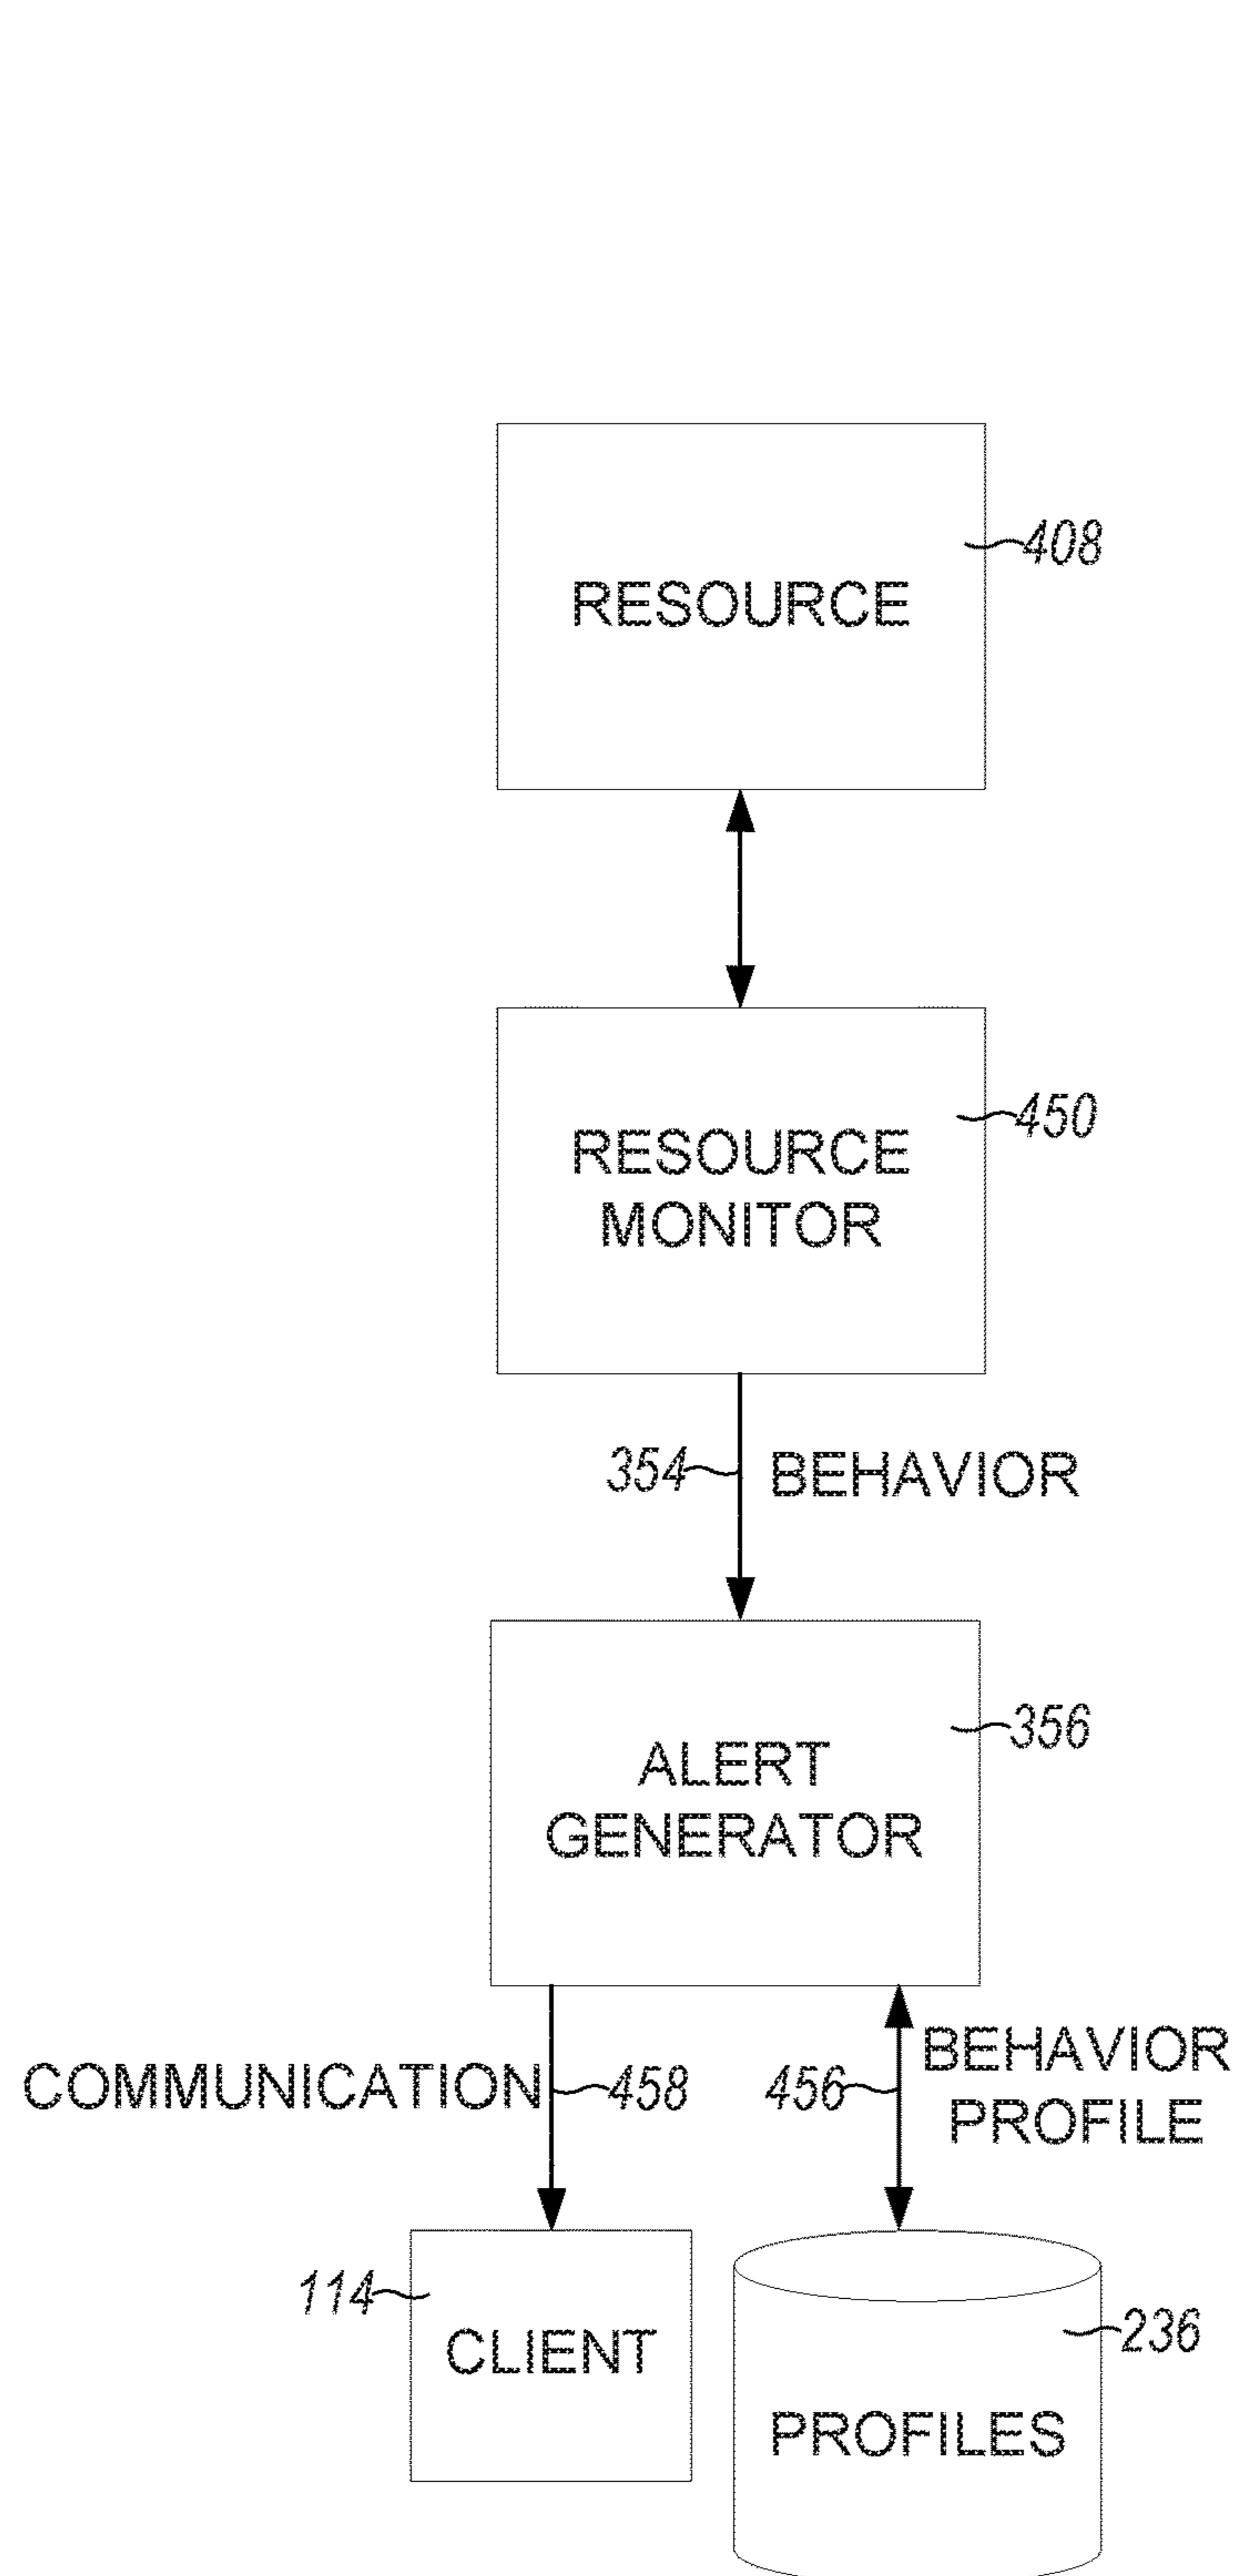 RESOURCE
408
RESOURCE
MONITOR
450
354
BEHAVIOR
ALERT
GENERATOR
356
COMMUNICATION
458
456
BEHAVIOR
PROFILE
114
CLIENT
236
PROFILES